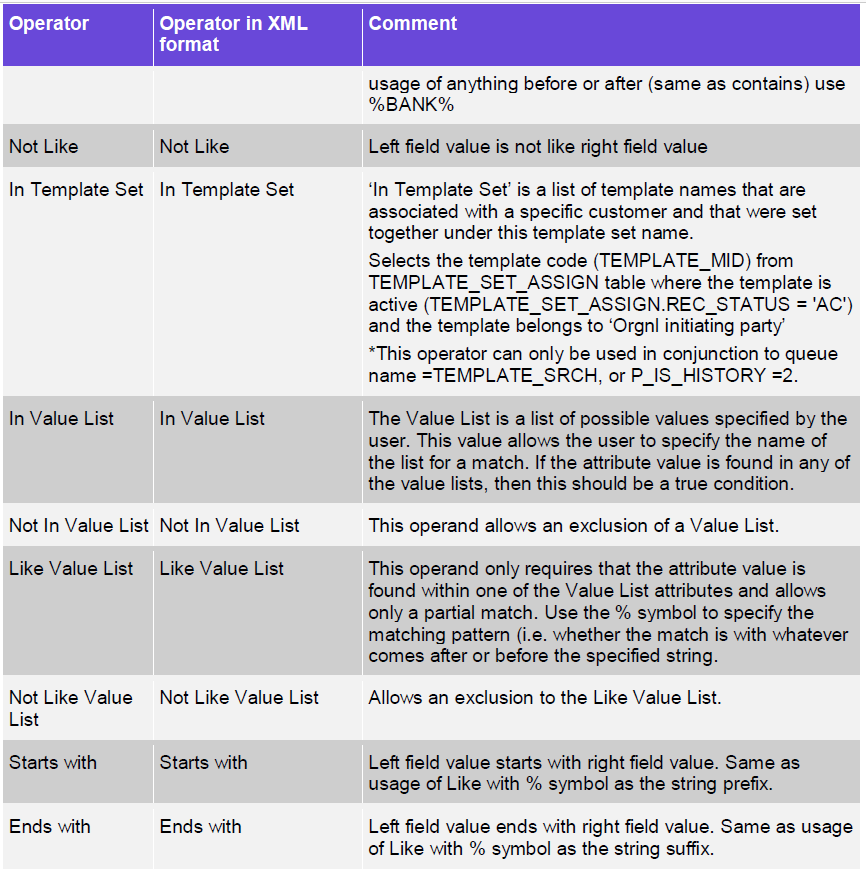 Operator Operator in XML Comment
format
usage of anything before or after (same as contains) use
%BANK%
Not Like Not Like Left field value is not like right field value
In Template Set In Template Set ‘In Template Set’ is a list of template names that are
associated with a specific customer and that were set
together under this template set name.
Selects the template code (TEMPLATE_MID) from
TEMPLATE_SET_ASSIGN table where the template is
active (TEMPLATE_SET_ASSIGN.REC_STATUS = 'AC')
and the template belongs to ‘Orgnl initiating party’
*This operator can only be used in conjunction to queue
name =TEMPLATE_SRCH, or P_IS_HISTORY =2.
In Value List In Value List The Value List is a list of possible values specified by the
user. This value allows the user to specify the name of
the list for a match. If the attribute value is found in any of
the value lists, then this should be a true condition.
Not In Value List Not In Value List This operand allows an exclusion of a Value List.
Like Value List Like Value List This operand only requires that the attribute value is
found within one of the Value List attributes and allows
only a partial match. Use the % symbol to specify the
matching pattern (i.e. whether the match is with whatever
comes after or before the specified string.
Not Like Value Not Like Value List Allows an exclusion to the Like Value List.
List
Starts with Starts with Left field value starts with right field value. Same as
usage of Like with % symbol as the string prefix.
Ends with Ends with Left field value ends with right field value. Same as usage
of Like with % symbol as the string suffix.